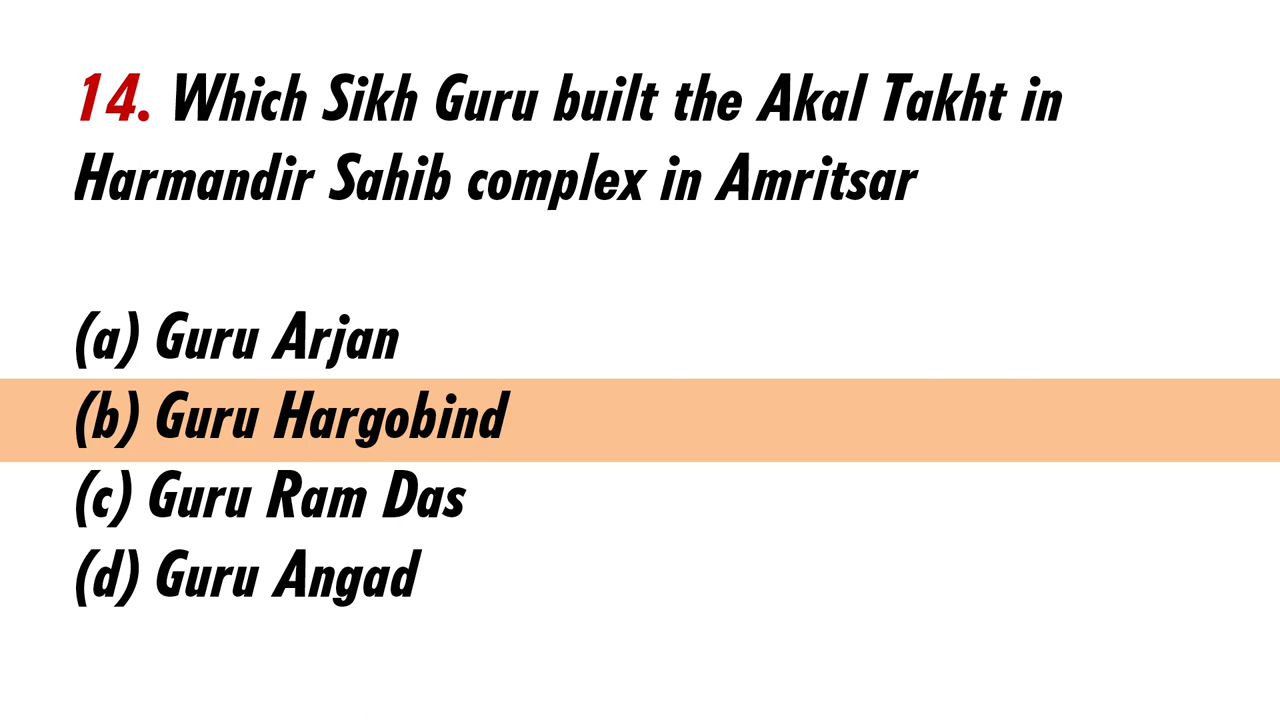 14. Which Sikh Guru built the Akal Takht in
Harmandir Sahib complex in Amritsar
(a) Guru Arjan
(b) Guru Hargobind
(c) Guru Ram Das
(d) Guru Angad